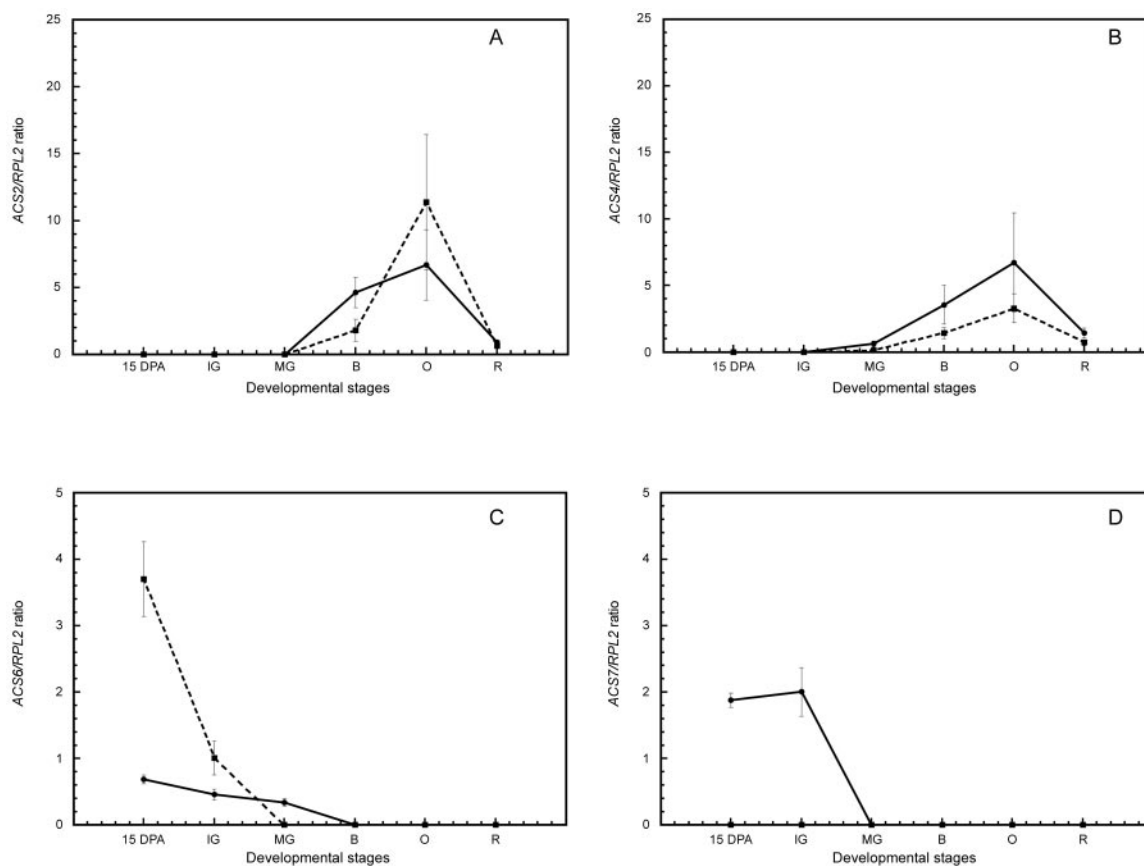 A
25
20
15
10
5
0
ACS2/RPL2 ratio
15 DPA IG MG B O R
Developmental stages
B
25
20
15
10
5
0
ACS4/RPL2 ratio
15 DPA IG MG B O R
Developmental stages
C
5
4
3
2
1
0
ACS6/RPL2 ratio
15 DPA IG MG B O R
Developmental stages
D
5
4
3
2
1
0
ACS7/RPL2 ratio
15 DPA IG MG B O R
Developmental stages